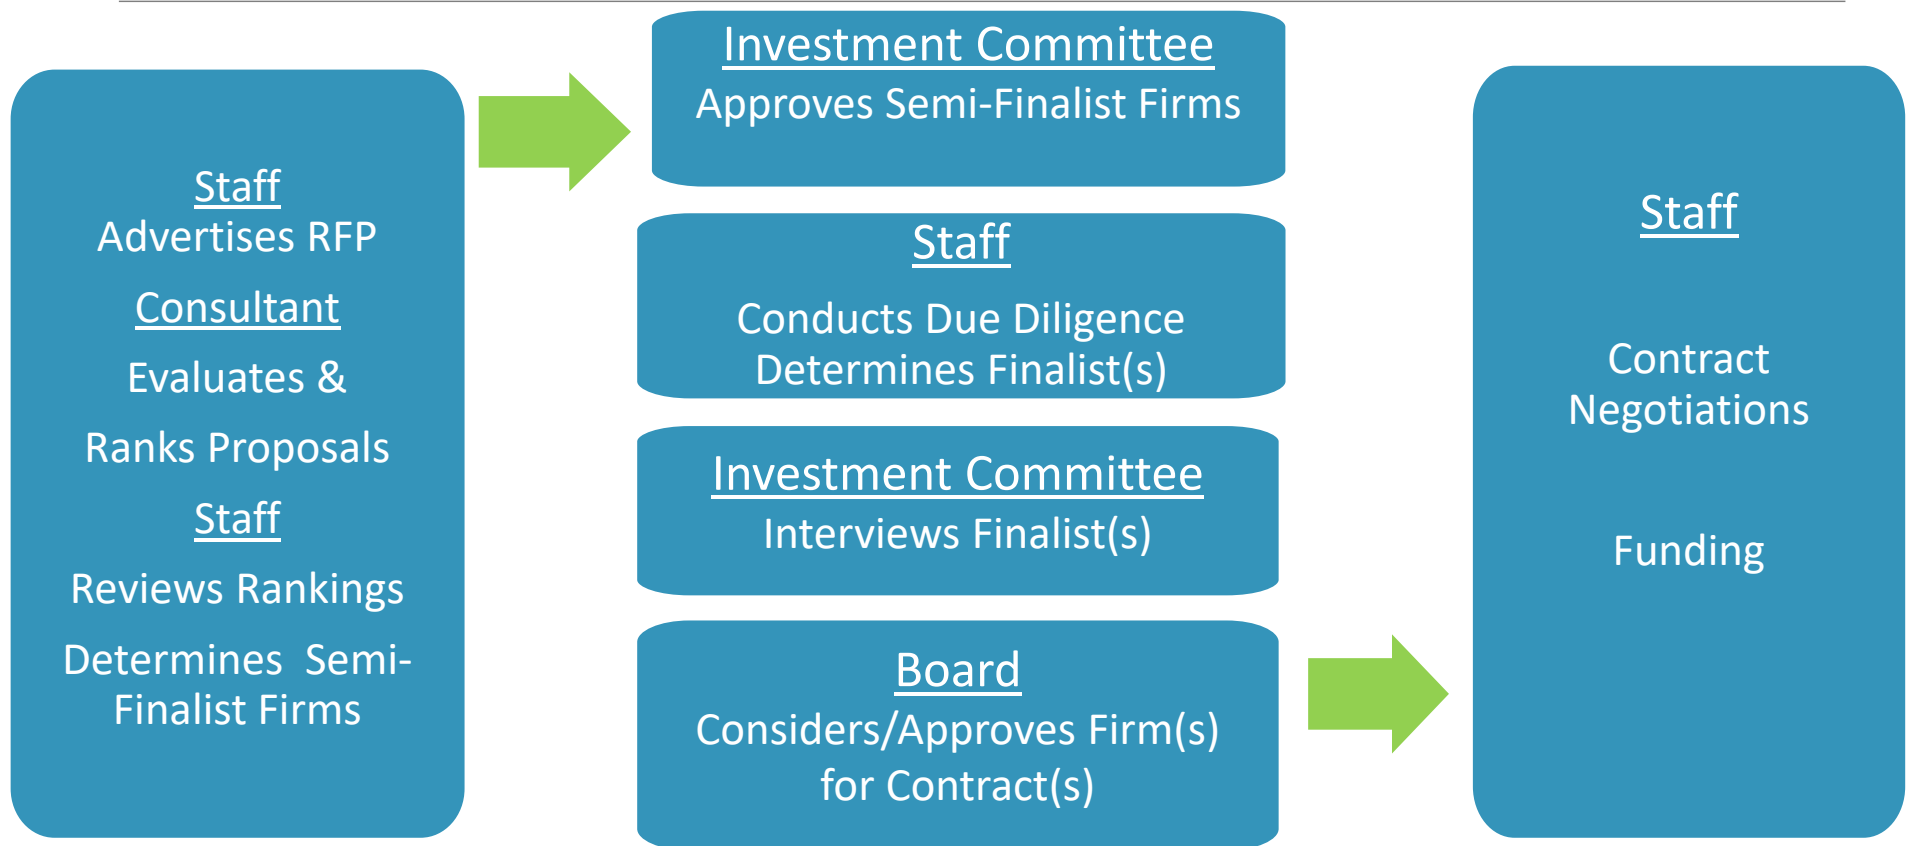 Staff
Advertises RFP
Consultant
Evaluates &
Ranks Proposals
Staff
Reviews Rankings
Determines  Semi-
Finalist Firms
Investment Committee
Approves Semi-Finalist Firms
Staff
Conducts Due Diligence
Determines Finalist(s)
Investment Committee
Interviews Finalist(s)
Board
Considers/Approves Firm(s)
for Contract(s)
Staff
Contract
Negotiations
Funding